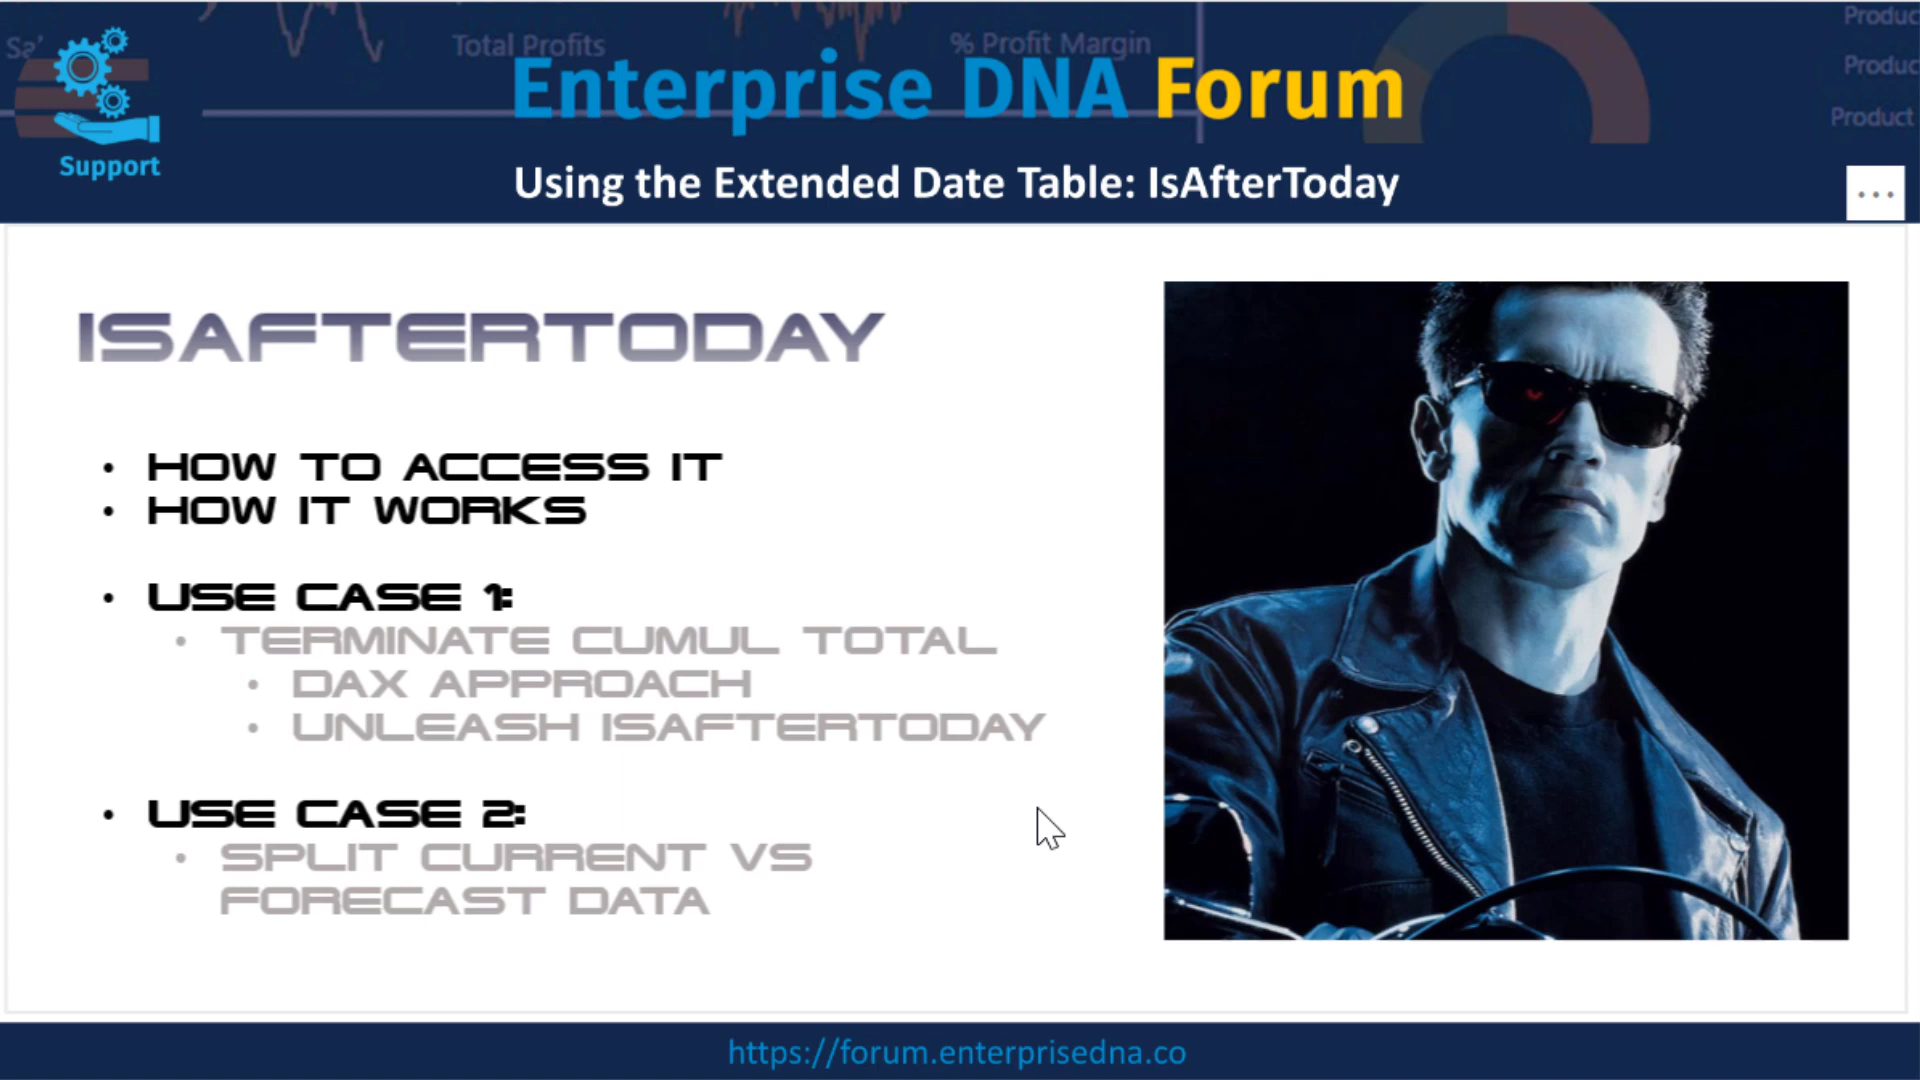 Total Profits
% Profit Margin
Produc
Produc
Product
Support
Enterprise DNA Forum
Using the Extended Date Table: IsAfterToday
...
ISAFTERTODAY
• HOW TO ACCESS IT
• HOW IT WORKS
• USE CASE 1:
• TERMINATE CUMUL TOTAL
• DAX APPROACH
• UNLEASH ISAFTERTODAY
• USE CASE 2:
• SPLIT CURRENT VS
FORECAST DATA
https://forum.enterprisedna.co